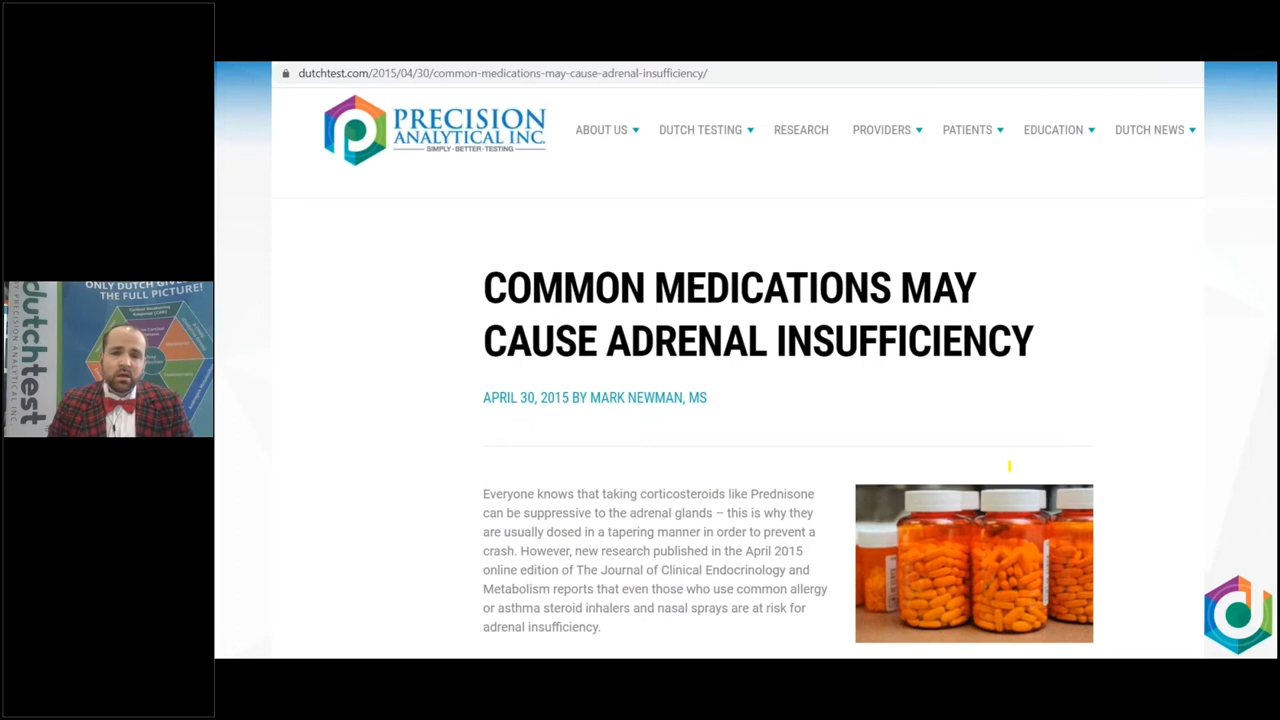 dutchtest.com/2015/04/30/common-medications-may-cause-adrenal-insufficiency/
PRECISION
ANALYTICAL INC.
SIMPLY · BETTER · TESTING
ABOUT US
DUTCH TESTING
RESEARCH
PROVIDERS
PATIENTS
EDUCATION
DUTCH NEWS
COMMON MEDICATIONS MAY
CAUSE ADRENAL INSUFFICIENCY
APRIL 30, 2015 BY MARK NEWMAN, MS
Everyone knows that taking corticosteroids like Prednisone
can be suppressive to the adrenal glands – this is why they
are usually dosed in a tapering manner in order to prevent a
crash. However, new research published in the April 2015
online edition of The Journal of Clinical Endocrinology and
Metabolism reports that even those who use common allergy
or asthma steroid inhalers and nasal sprays are at risk for
adrenal insufficiency.
dutchtest
PRECISION ANALYTICAL INC.
ONLY DUTCH
THE FULL PICTURE!